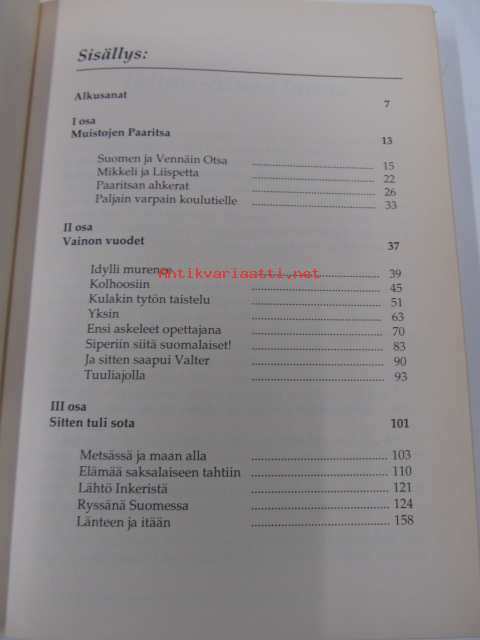 Sisällys:
Alkusanat 7
I osa
Muistojen Paaritsa 13
Suomen ja Vennäin Otsa 15
Mikkeli ja Liispetta 22
Paaritsan ahkerat 26
Paljain varpain koulutielle 33
II osa
Vainon vuodet 37
Idylli murenee 39
Antikvariaatti.net
Kolhoosiin 45
Kulakin tytön taistelu 51
Yksin 63
Ensi askeleet opettajana 70
Siperiin siitä suomalaiset! 83
Ja sitten saapui Valter 90
Tuuliajolla 93
III osa
Sitten tuli sota 101
Metsässä ja maan alla 103
Elämää saksalaiseen tahtiin 110
Lähtö Inkeristä 121
Ryssänä Suomessa 124
Länteen ja itään 158